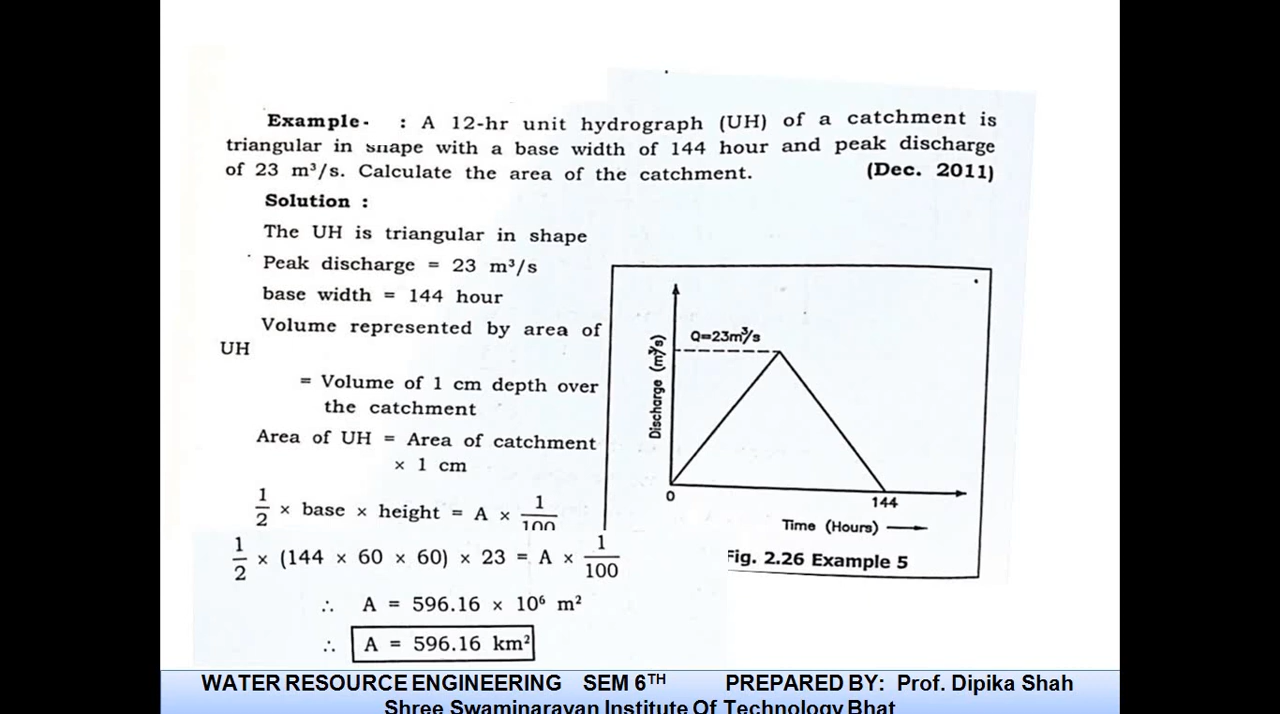 Example- : A 12-hr unit hydrograph (UH) of a catchment is
triangular in shape with a base width of 144 hour and peak discharge
of 23 m³/s. Calculate the area of the catchment. (Dec. 2011)
Solution :
The UH is triangular in shape
Peak discharge = 23 m³/s
base width = 144 hour
Volume represented by area of
UH
= Volume of 1 cm depth over
the catchment
Area of UH = Area of catchment
× 1 cm
1/2 × base × height = A × 1/100
1/2 × (144 × 60 × 60) × 23 = A × 1/100
∴ A = 596.16 × 10⁶ m²
∴ A = 596.16 km²
Discharge (m³/s)
Q=23m³/s
0
144
Time (Hours)
Fig. 2.26 Example 5
WATER RESOURCE ENGINEERING SEM 6TH PREPARED BY: Prof. Dipika Shah
Shree Swaminarayan Institute Of Technology Bhat